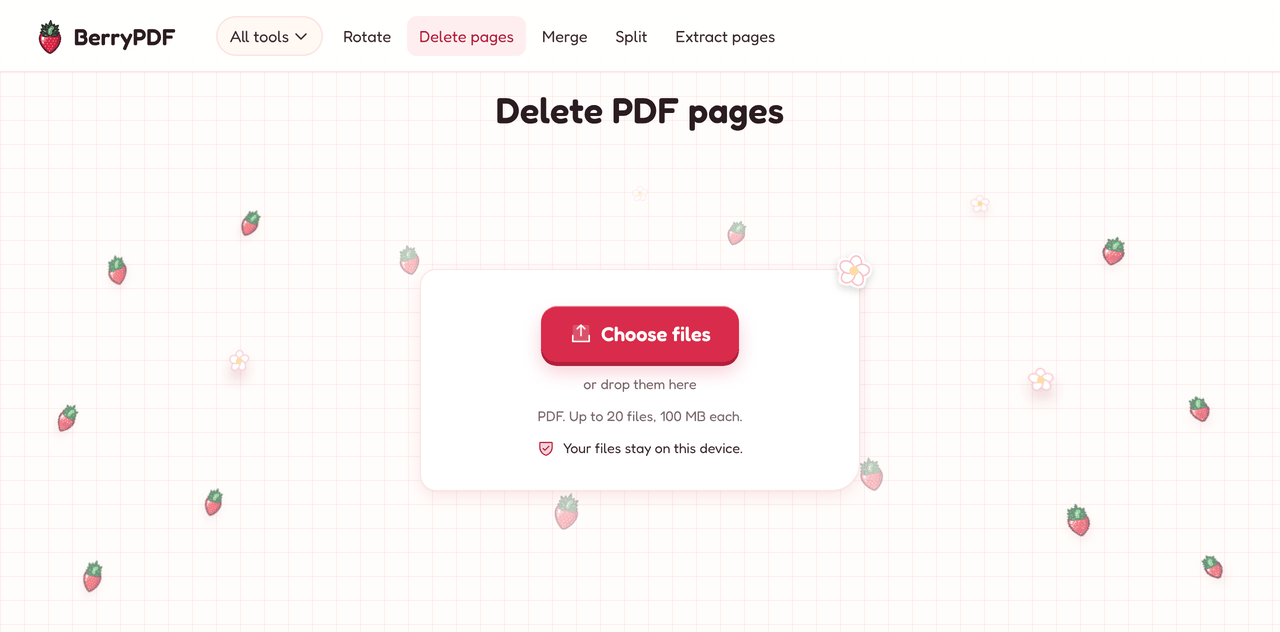 BerryPDF
All tools
Rotate
Delete pages
Merge
Split
Extract pages
Delete PDF pages
Choose files
or drop them here
PDF. Up to 20 files, 100 MB each.
Your files stay on this device.